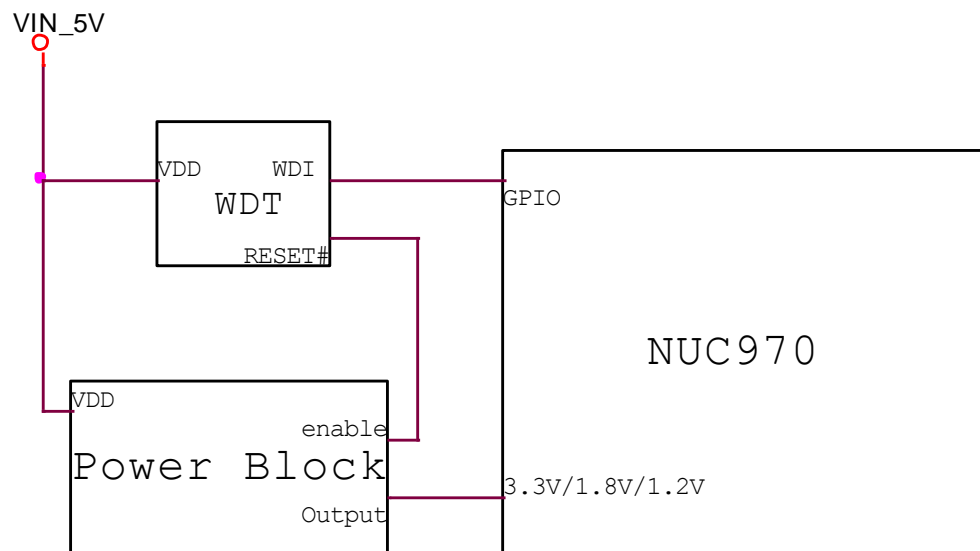 VIN_5V
VDD
WDI
WDT
GPIO
RESET#
NUC970
VDD
enable
Power Block
3.3V/1.8V/1.2V
Output